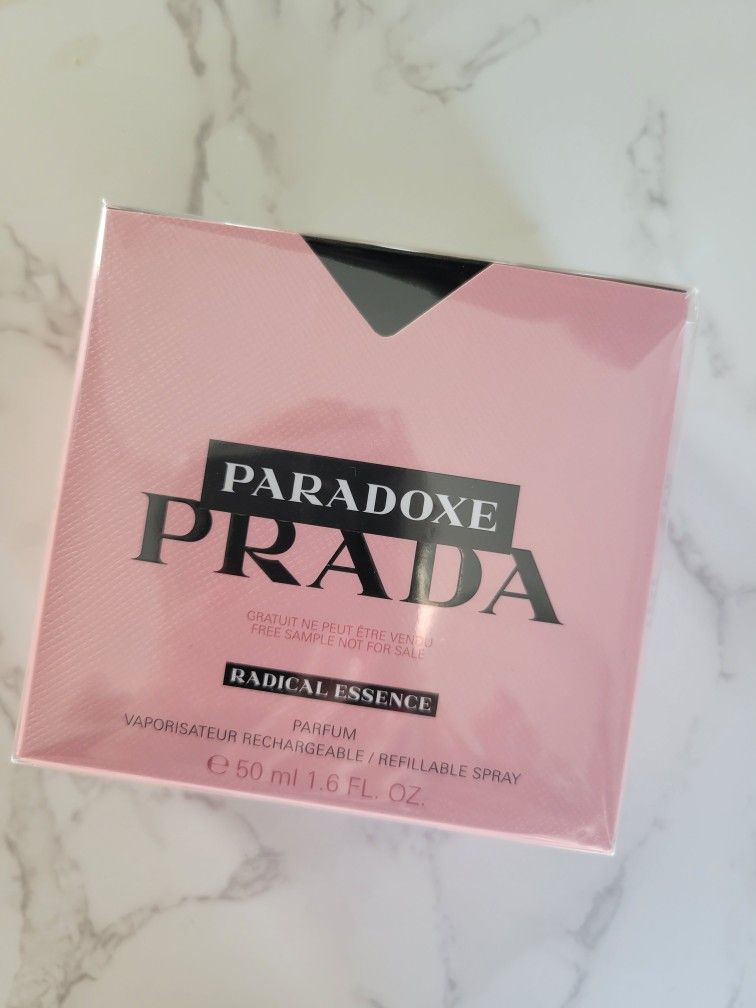 PARADOXE
PRADA
GRATUIT NE PEUT ÊTRE VENDU
FREE SAMPLE NOT FOR SALE
RADICAL ESSENCE
PARFUM
VAPORISATEUR RECHARGEABLE / REFILLABLE SPRAY
℮ 50 ml 1.6 FL. OZ.